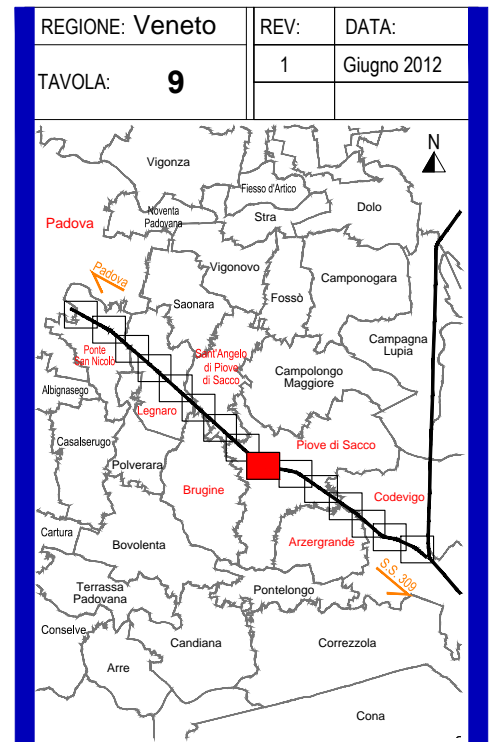 REGIONE: Veneto
REV:
DATA:
TAVOLA: 9
1
Giugno 2012
N
Vigonza
Fiesso d'Artico
Dolo
Padova
Noventa
Padovana
Stra
Padova
Vigonovo
Camponogara
Saonara
Fossò
Campagna
Lupia
Ponte
San Nicolò
Sant'Angelo
di Piove
di Sacco
Campolongo
Maggiore
Albignasego
Legnaro
Casalserugo
Piove di Sacco
Polverara
Brugine
Codevigo
Cartura
Bovolenta
Arzergrande
S.S. 309
Terrassa
Padovana
Pontelongo
Conselve
Candiana
Correzzola
Arre
Cona